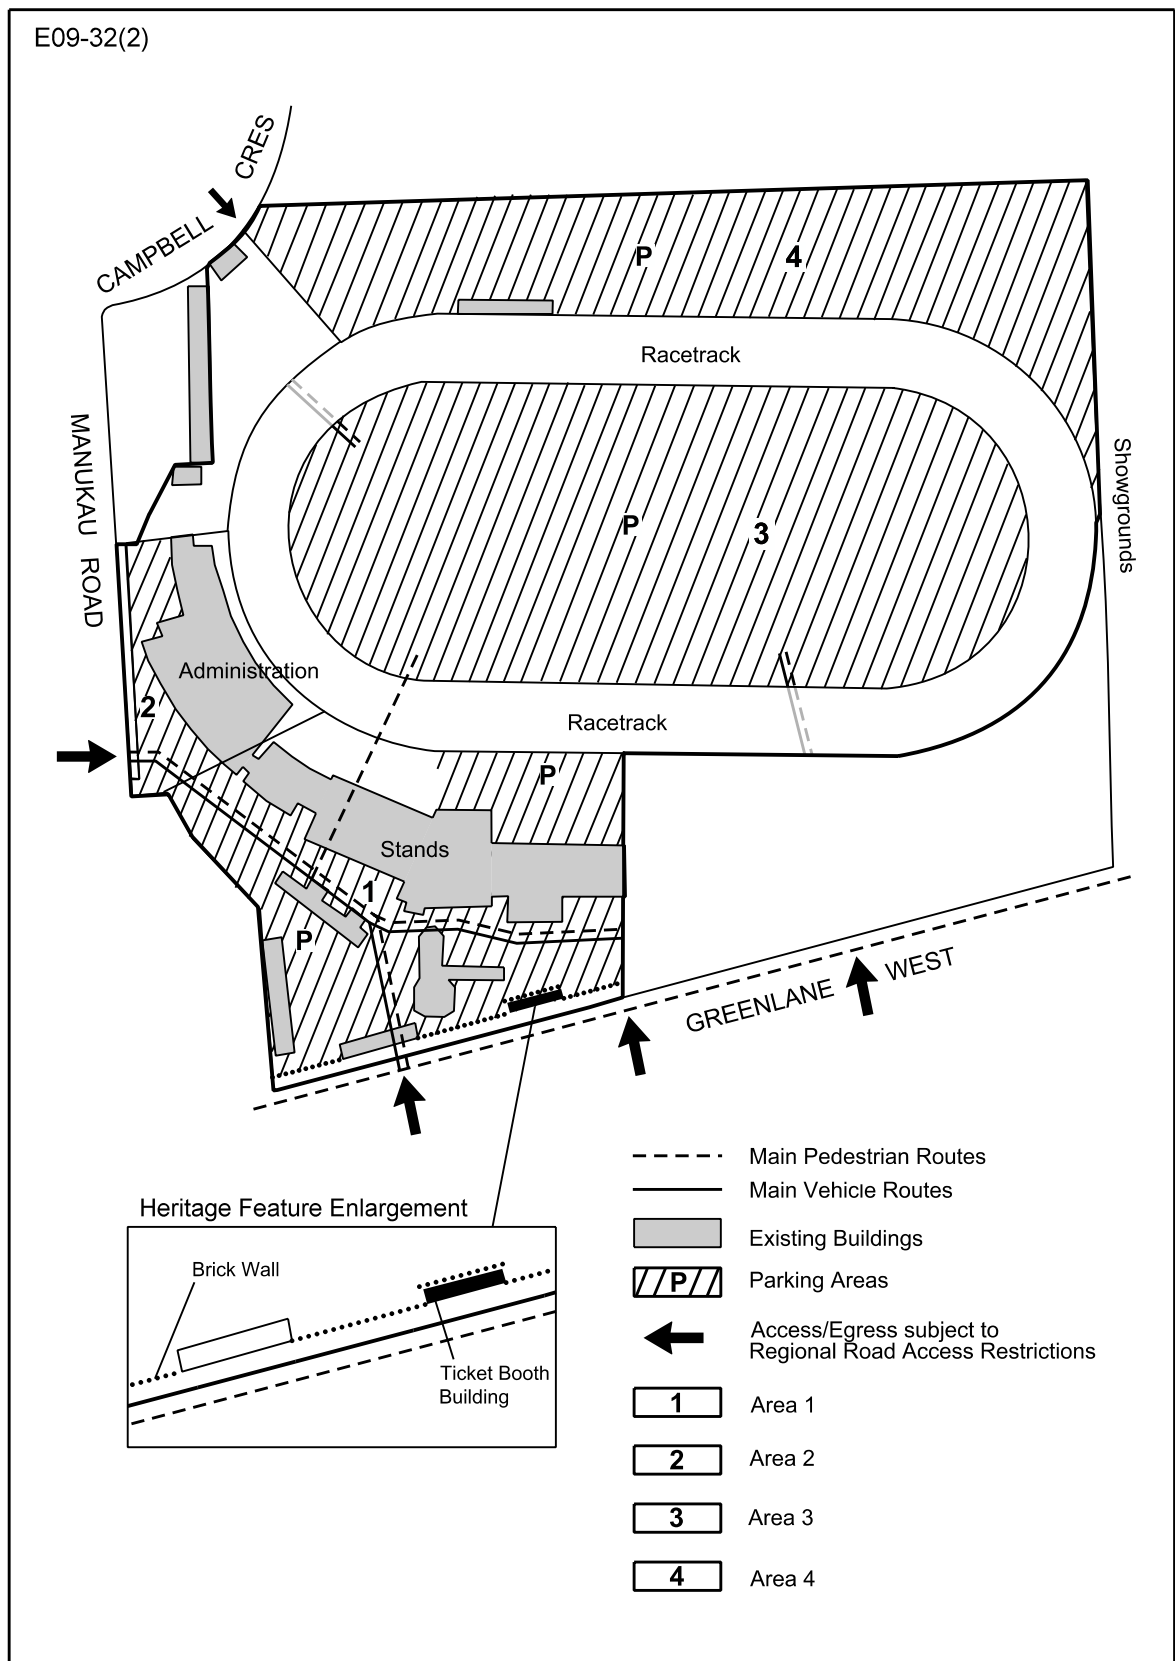 E09-32(2)
CAMPBELL CRES
P
4
Racetrack
MANUKAU ROAD
Showgrounds
P
3
Administration
2
Racetrack
P
Stands
1
P
GREENLANE WEST
Main Pedestrian Routes
Main Vehicle Routes
Heritage Feature Enlargement
Existing Buildings
Brick Wall
P
Parking Areas
Access/Egress subject to
Regional Road Access Restrictions
Ticket Booth
Building
1
Area 1
2
Area 2
3
Area 3
4
Area 4